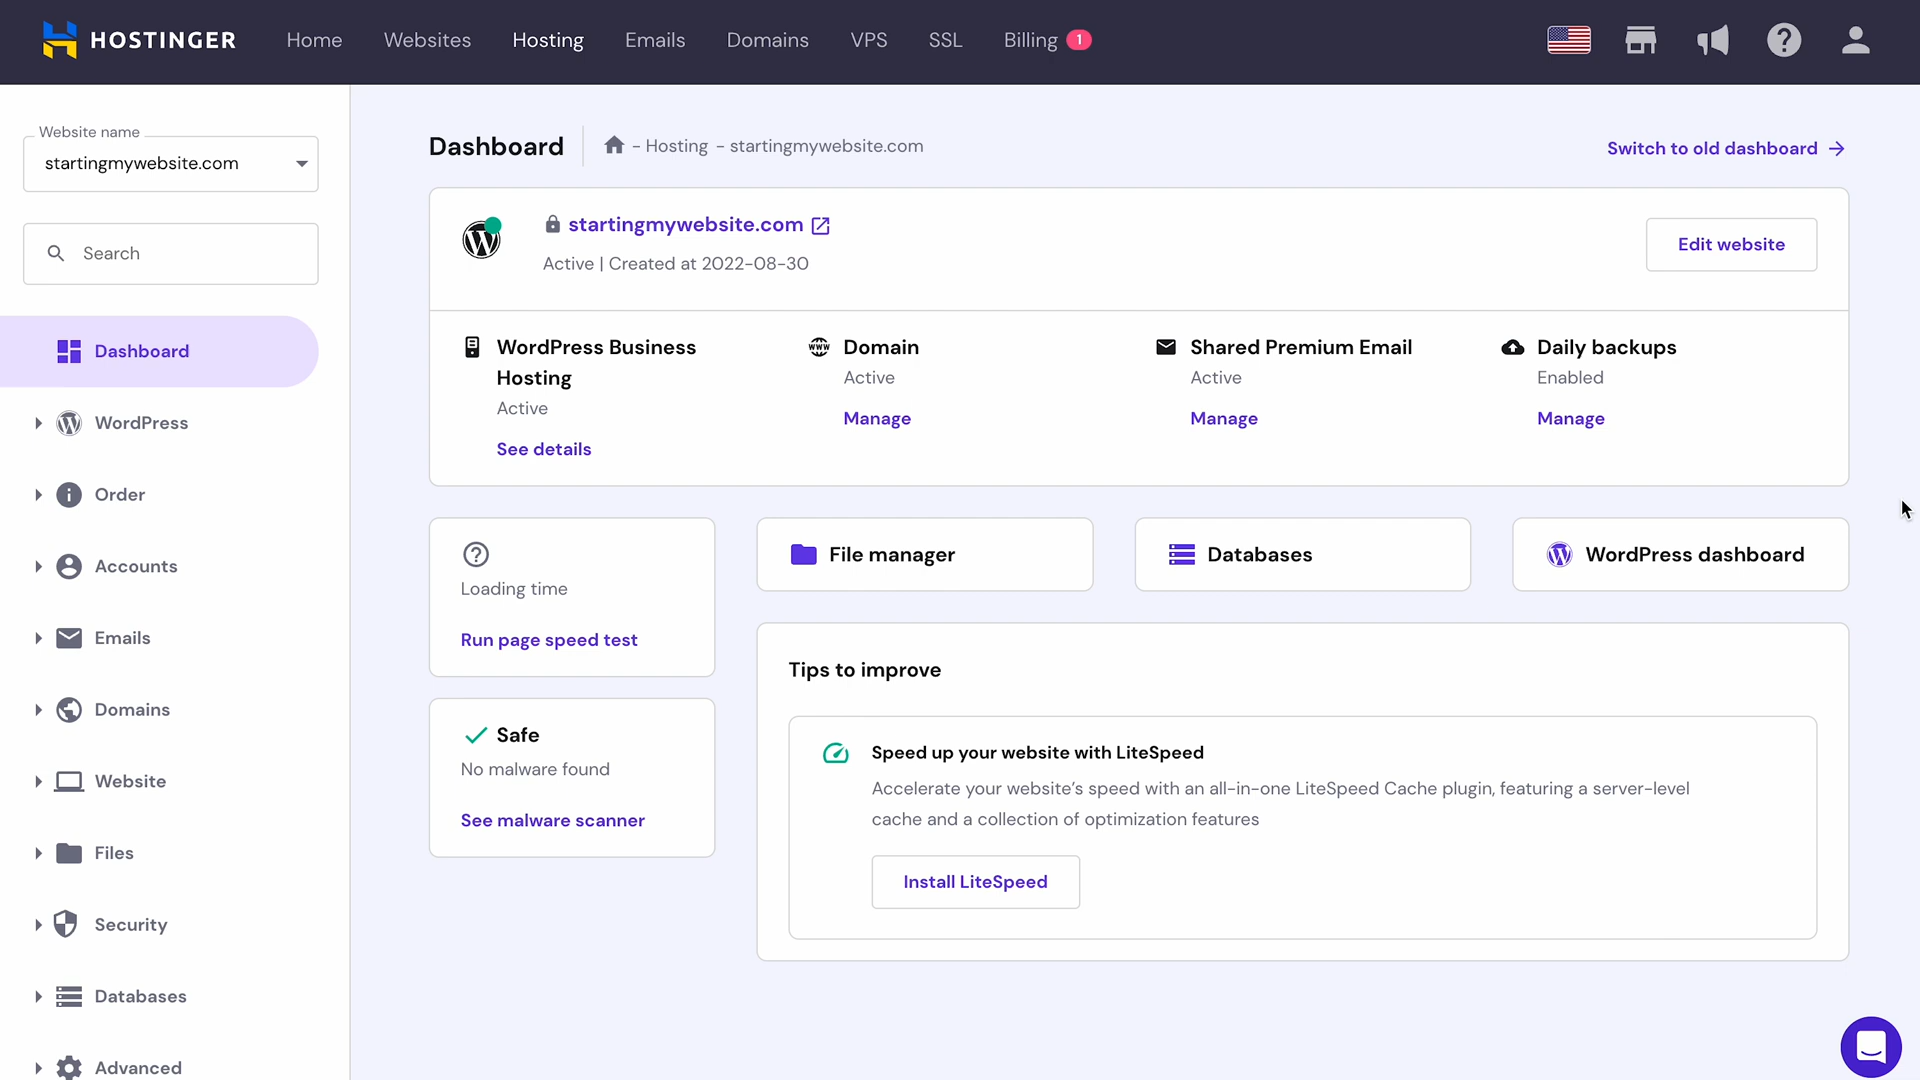 HOSTINGER
Home
Websites
Hosting
Emails
Domains
VPS
SSL
Billing
1
Website name
startingmywebsite.com
Search
Dashboard
WordPress
Order
Accounts
Emails
Domains
Website
Files
Security
Databases
Advanced
Dashboard
- Hosting - startingmywebsite.com
Switch to old dashboard
startingmywebsite.com
Active | Created at 2022-08-30
Edit website
WordPress Business
Hosting
Active
See details
Domain
Active
Manage
Shared Premium Email
Active
Manage
Daily backups
Enabled
Manage
Loading time
Run page speed test
Safe
No malware found
See malware scanner
File manager
Databases
WordPress dashboard
Tips to improve
Speed up your website with LiteSpeed
Accelerate your website’s speed with an all-in-one LiteSpeed Cache plugin, featuring a server-level
cache and a collection of optimization features
Install LiteSpeed